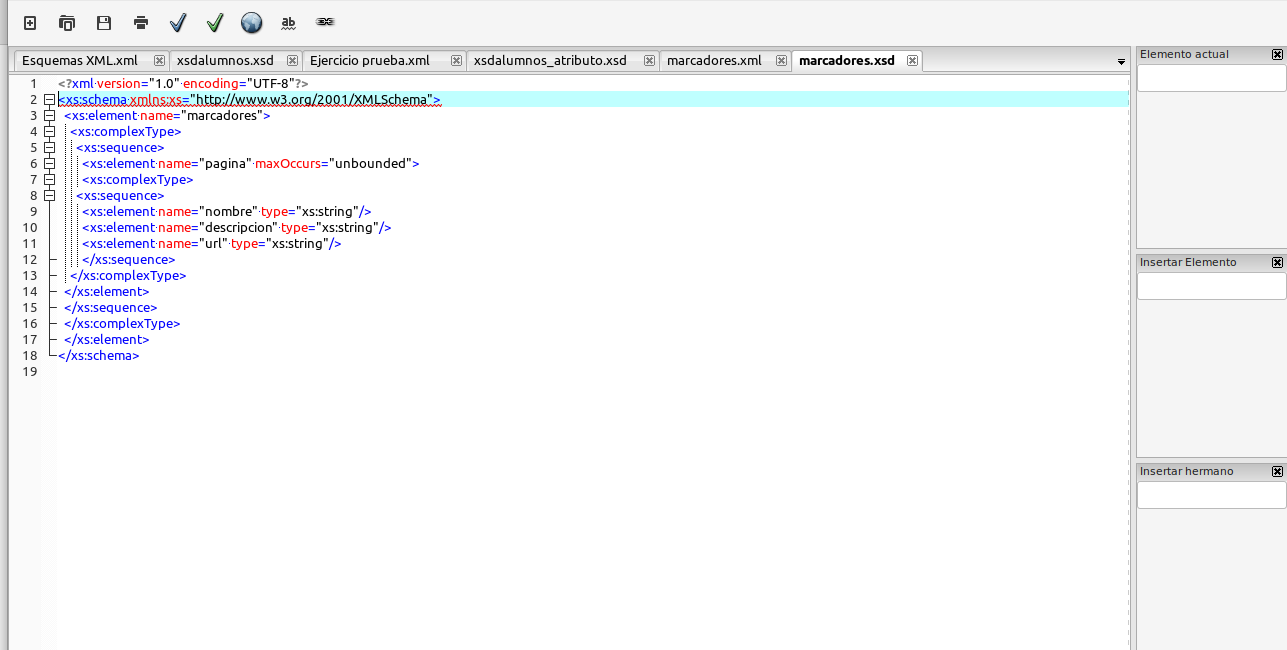 ab
Esquemas XML.xml
xsdalumnos.xsd
Ejercicio prueba.xml
xsdalumnos_atributo.xsd
marcadores.xml
marcadores.xsd
1 <?xml version="1.0" encoding="UTF-8"?>
2 <xs:schema xmlns:xs="http://www.w3.org/2001/XMLSchema">
3 <xs:element name="marcadores">
4 <xs:complexType>
5 <xs:sequence>
6 <xs:element name="pagina" maxOccurs="unbounded">
7 <xs:complexType>
8 <xs:sequence>
9 <xs:element name="nombre" type="xs:string"/>
10 <xs:element name="descripcion" type="xs:string"/>
11 <xs:element name="url" type="xs:string"/>
12 </xs:sequence>
13 </xs:complexType>
14 </xs:element>
15 </xs:sequence>
16 </xs:complexType>
17 </xs:element>
18 </xs:schema>
19
Elemento actual
Insertar Elemento
Insertar hermano